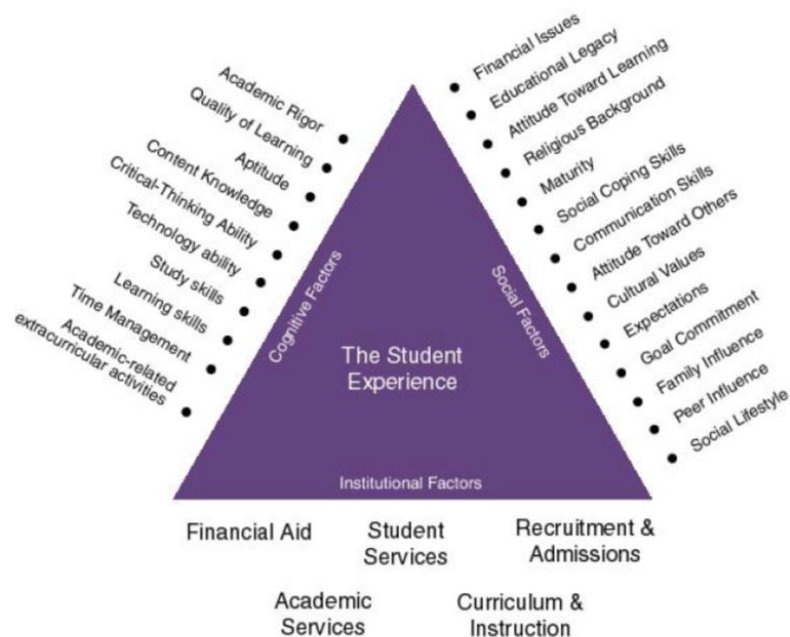 Academic Rigor
Quality of Learning
Aptitude
Content Knowledge
Critical-Thinking Ability
Technology ability
Study skills
Learning skills
Time Management
Academic-related
extracurricular activities
Cognitive Factors
Financial Issues
Educational Legacy
Attitude Toward Learning
Religious Background
Maturity
Social Coping Skills
Communication Skills
Attitude Toward Others
Cultural Values
Expectations
Goal Commitment
Family Influence
Peer Influence
Social Lifestyle
Social Factors
The Student
Experience
Institutional Factors
Financial Aid
Student
Services
Recruitment &
Admissions
Academic
Services
Curriculum &
Instruction